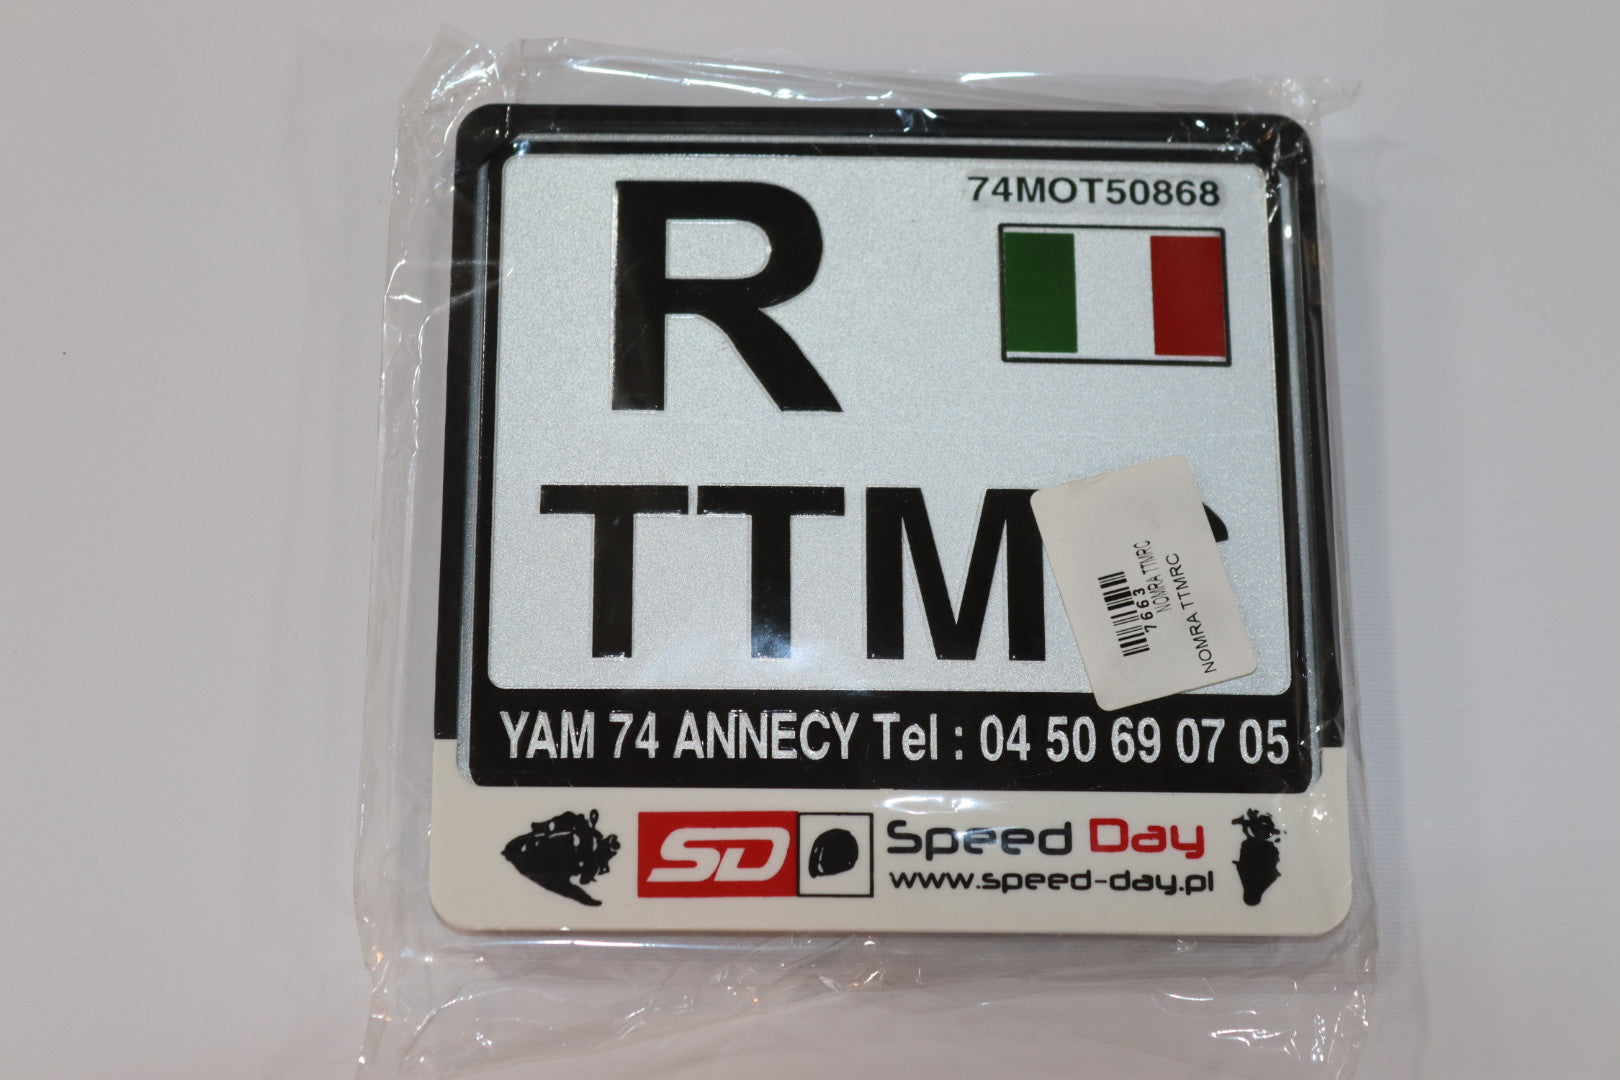 R
74MOT50868
TTM
7663
NOMRA TTMRC
NOMRA TTMRC
YAM 74 ANNECY Tel : 04 50 69 07 05
SD
Speed Day
www.speed-day.pl